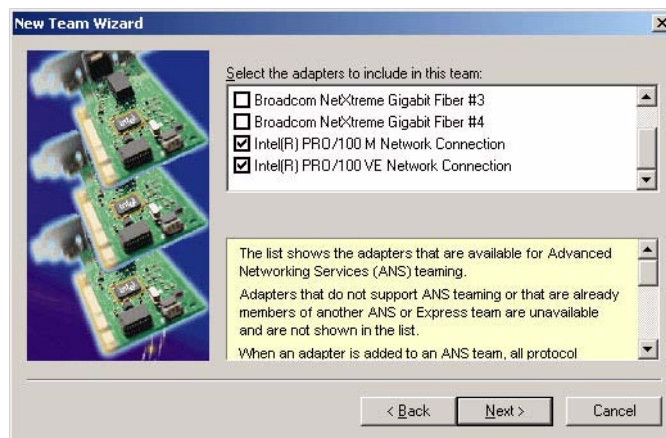 New Team Wizard
Select the adapters to include in this team:
Broadcom NetXtreme Gigabit Fiber #3
Broadcom NetXtreme Gigabit Fiber #4
Intel(R) PRO/100 M Network Connection
Intel(R) PRO/100 VE Network Connection
The list shows the adapters that are available for Advanced
Networking Services (ANS) teaming.
Adapters that do not support ANS teaming or that are already
members of another ANS or Express team are unavailable
and are not shown in the list.
When an adapter is added to an ANS team, all protocol
< Back
Next >
Cancel